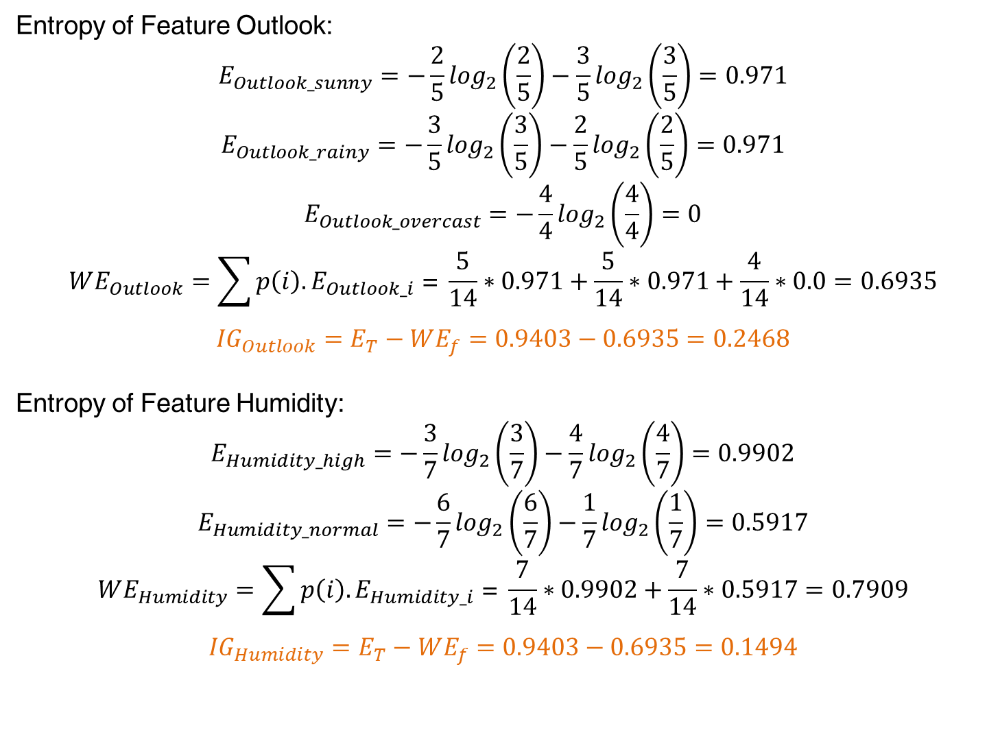 Entropy of Feature Outlook:
E_{Outlook\_sunny} = -\frac{2}{5} log_2 \left(\frac{2}{5}\right) - \frac{3}{5} log_2 \left(\frac{3}{5}\right) = 0.971
E_{Outlook\_rainy} = -\frac{3}{5} log_2 \left(\frac{3}{5}\right) - \frac{2}{5} log_2 \left(\frac{2}{5}\right) = 0.971
E_{Outlook\_overcast} = -\frac{4}{4} log_2 \left(\frac{4}{4}\right) = 0
WE_{Outlook} = \sum p(i). E_{Outlook\_i} = \frac{5}{14} * 0.971 + \frac{5}{14} * 0.971 + \frac{4}{14} * 0.0 = 0.6935
IG_{Outlook} = E_T - WE_f = 0.9403 - 0.6935 = 0.2468
Entropy of Feature Humidity:
E_{Humidity\_high} = -\frac{3}{7} log_2 \left(\frac{3}{7}\right) - \frac{4}{7} log_2 \left(\frac{4}{7}\right) = 0.9902
E_{Humidity\_normal} = -\frac{6}{7} log_2 \left(\frac{6}{7}\right) - \frac{1}{7} log_2 \left(\frac{1}{7}\right) = 0.5917
WE_{Humidity} = \sum p(i). E_{Humidity\_i} = \frac{7}{14} * 0.9902 + \frac{7}{14} * 0.5917 = 0.7909
IG_{Humidity} = E_T - WE_f = 0.9403 - 0.6935 = 0.1494